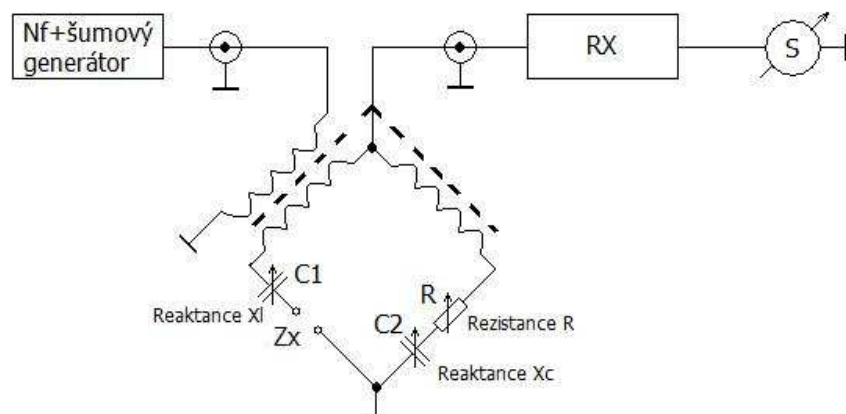 Nf+šumový
generátor
RX
S
C1
Reaktance Xl
Zx
R
C2
Rezistance R
Reaktance Xc